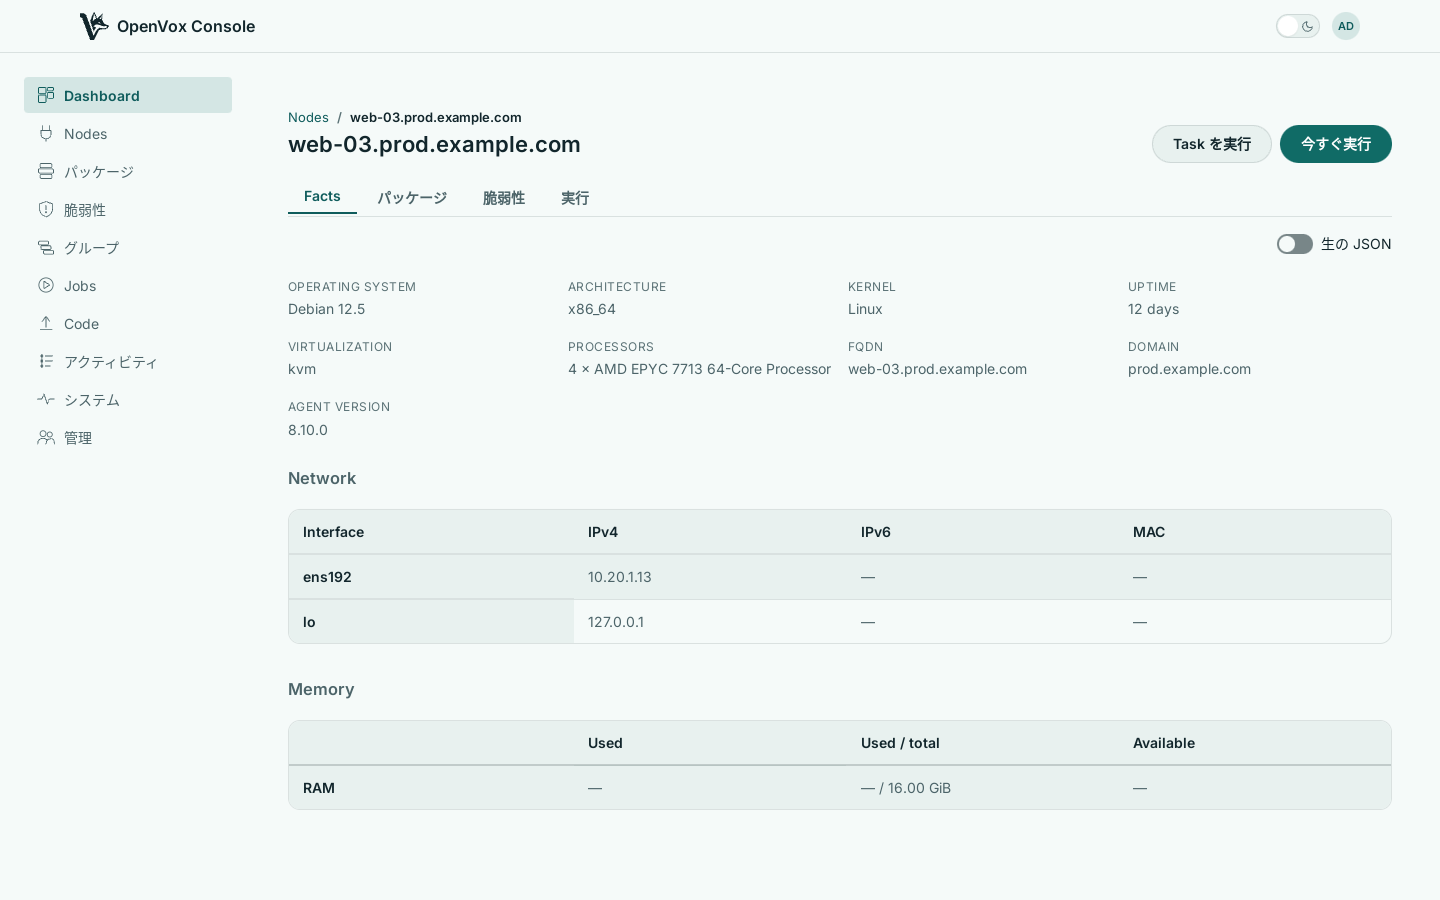 OpenVox Console
AD
Dashboard
Nodes
パッケージ
脆弱性
グループ
Jobs
Code
アクティビティ
システム
管理
Nodes / web-03.prod.example.com
web-03.prod.example.com
Task を実行
今すぐ実行
Facts パッケージ 脆弱性 実行
生の JSON
OPERATING SYSTEM ARCHITECTURE KERNEL UPTIME
Debian 12.5 x86_64 Linux 12 days
VIRTUALIZATION PROCESSORS FQDN DOMAIN
kvm 4 × AMD EPYC 7713 64-Core Processor web-03.prod.example.com prod.example.com
AGENT VERSION
8.10.0
Network
Interface IPv4 IPv6 MAC
ens192 10.20.1.13 — —
lo 127.0.0.1 — —
Memory
Used Used / total Available
RAM — — / 16.00 GiB —